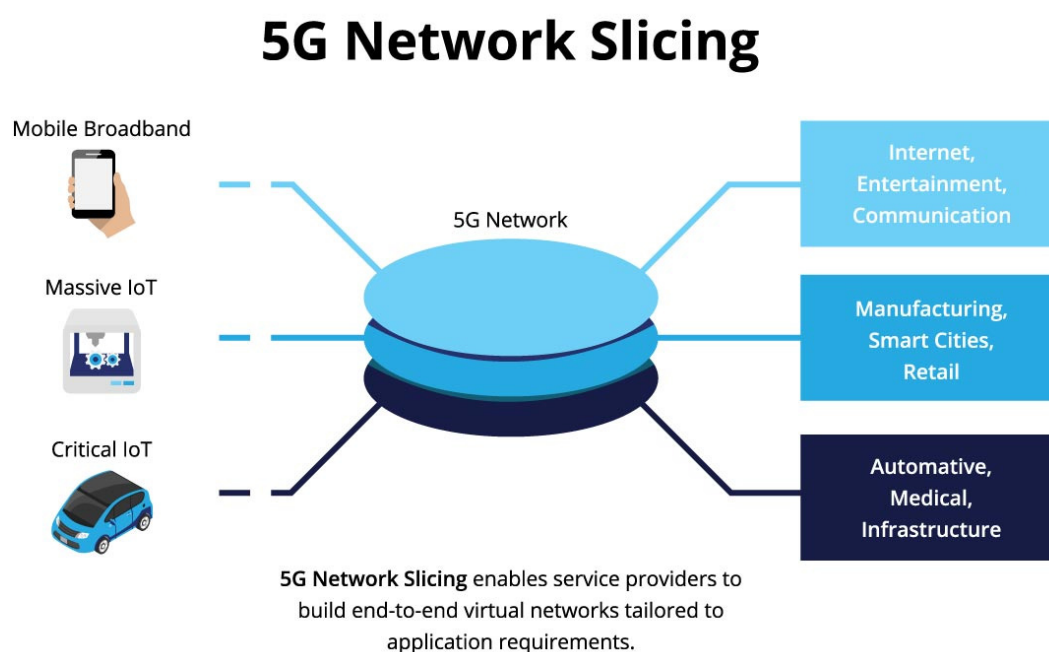 5G Network Slicing
Mobile Broadband
Massive IoT
Critical IoT
5G Network
Internet,
Entertainment,
Communication
Manufacturing,
Smart Cities,
Retail
Automative,
Medical,
Infrastructure
5G Network Slicing enables service providers to
build end-to-end virtual networks tailored to
application requirements.